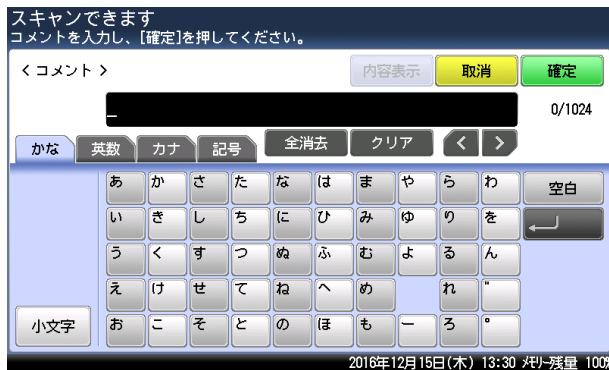 スキャンできます
コメントを入力し、[確定]を押してください。
<コメント>
内容表示
取消
確定
0/1024
かな
英数
カナ
記号
全消去
クリア
<
>
あ か さ た な は ま や ら わ
空白
い き し ち に ひ み ゆ り を
う く す つ ぬ ふ む よ る ん
え け せ て ね へ め れ ゛
小文字
お こ そ と の ほ も ー ろ ゜
2016年12月15日(木) 13:30 ﾒﾓﾘｰ残量 100%